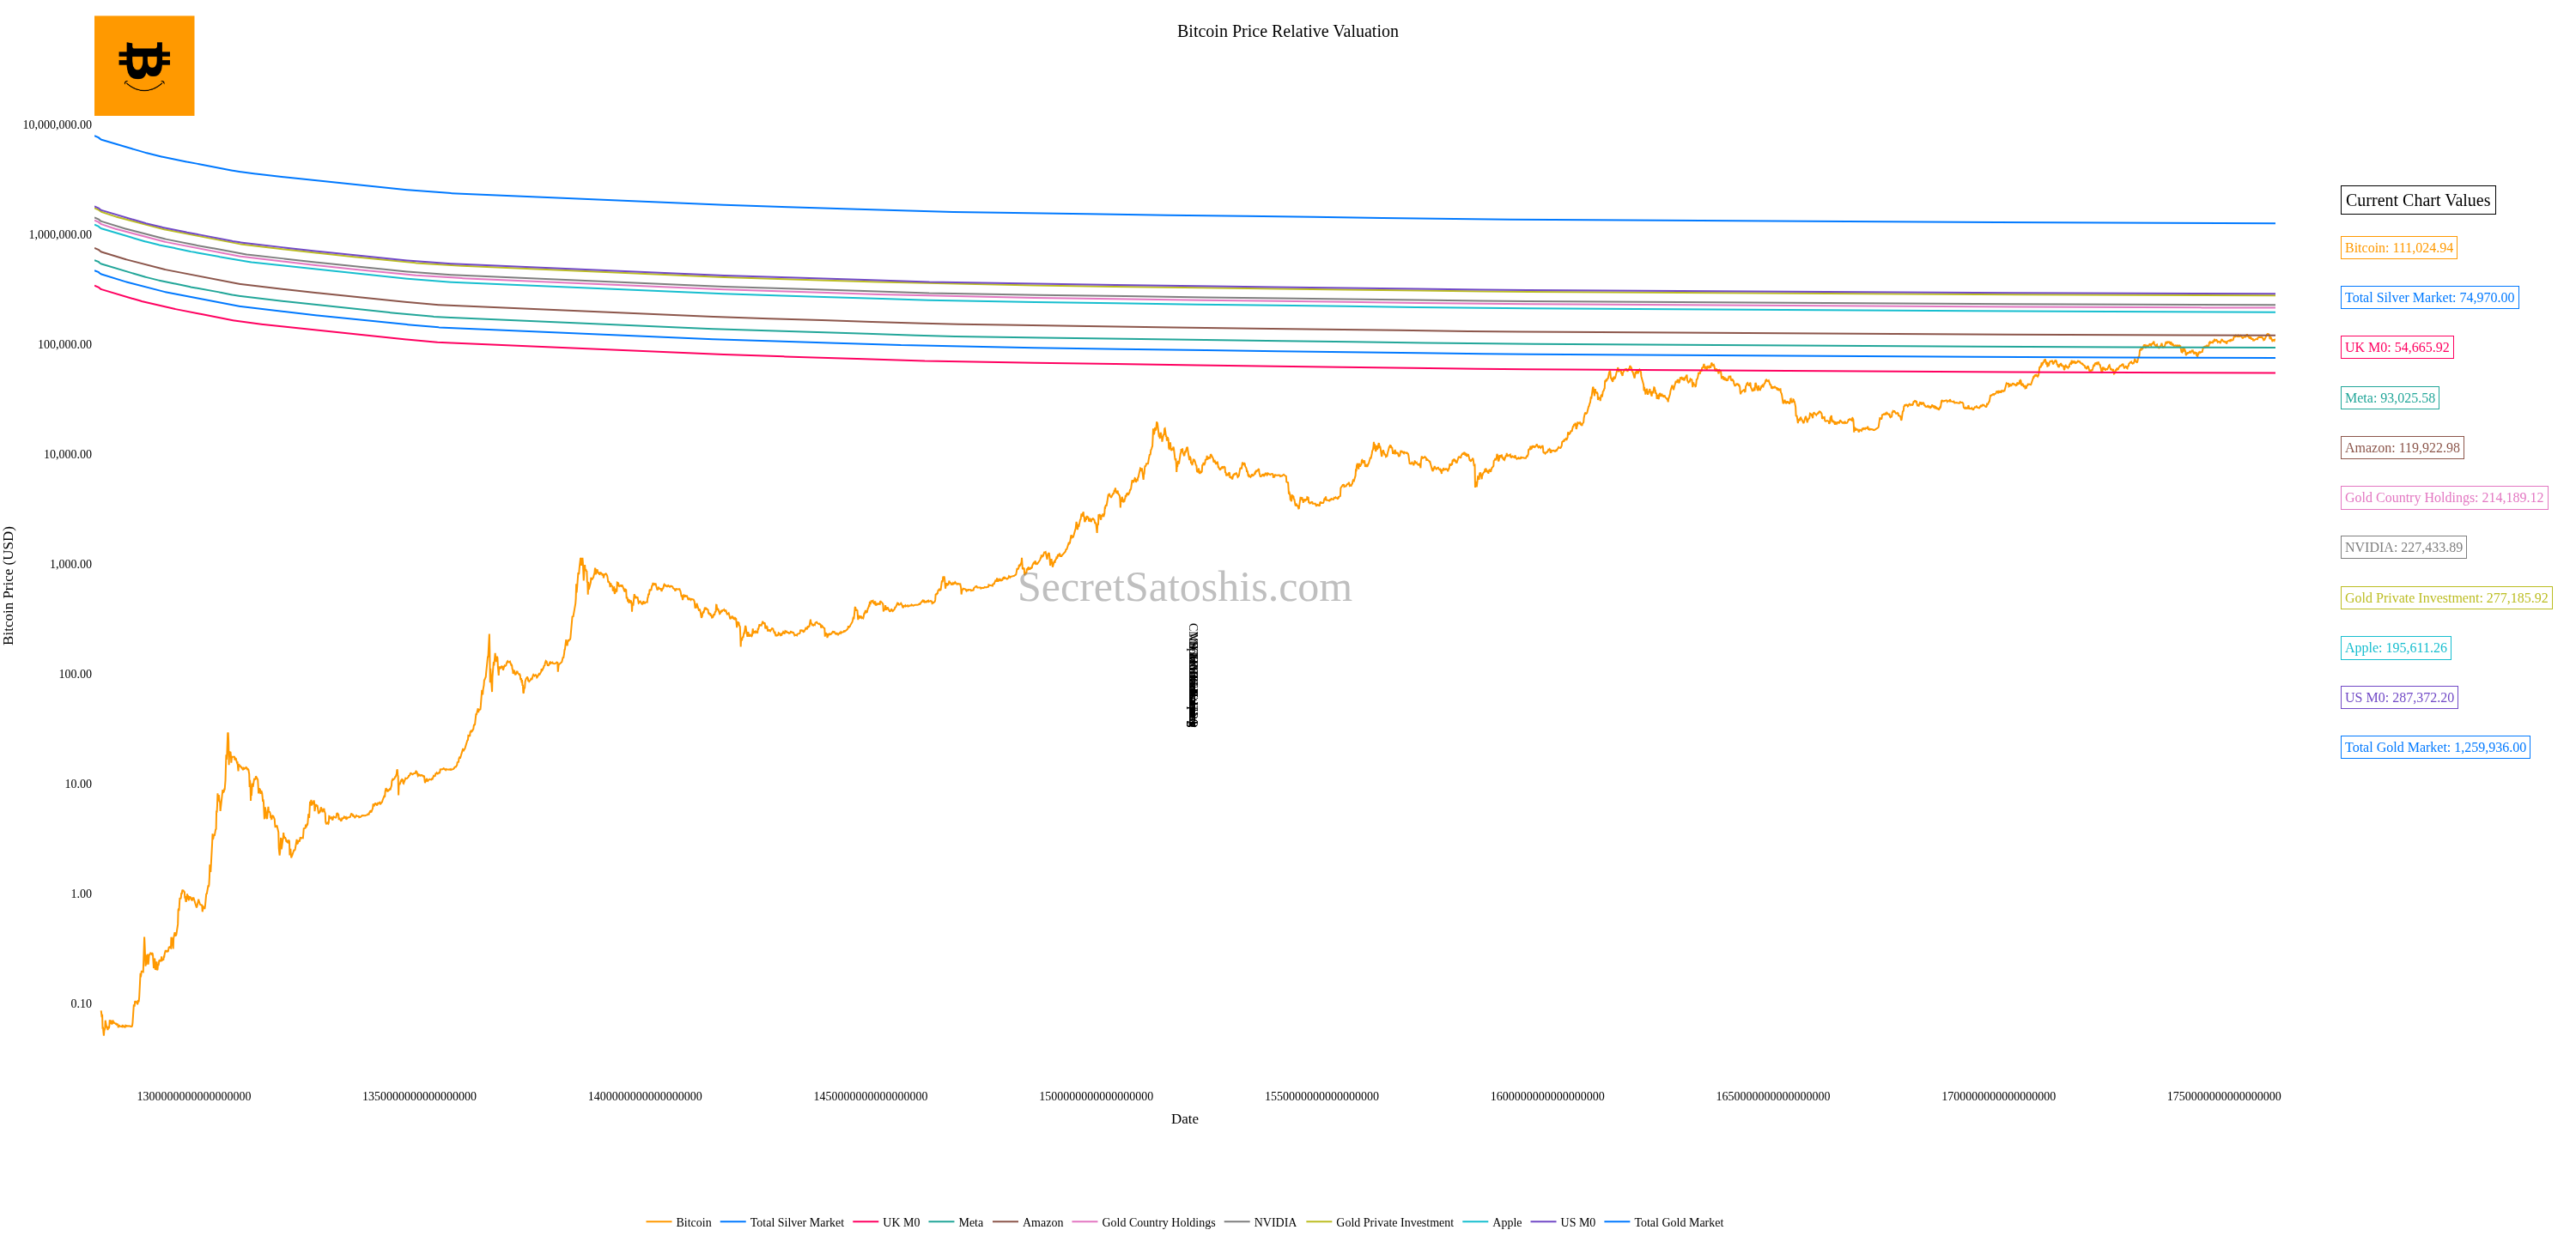 Bitcoin Price Relative Valuation
10,000,000.00
1,000,000.00
100,000.00
10,000.00
1,000.00
100.00
10.00
1.00
0.10
Bitcoin Price (USD)
SecretSatoshis.com
Current Chart Values
Bitcoin: 111,024.94
Total Silver Market: 74,970.00
UK M0: 54,665.92
Meta: 93,025.58
Amazon: 119,922.98
Gold Country Holdings: 214,189.12
NVIDIA: 227,433.89
Gold Private Investment: 277,185.92
Apple: 195,611.26
US M0: 287,372.20
Total Gold Market: 1,259,936.00
1300000000000000000 1350000000000000000 1400000000000000000 1450000000000000000 1500000000000000000 1550000000000000000 1600000000000000000 1650000000000000000 1700000000000000000 1750000000000000000
Date
Bitcoin Total Silver Market UK M0 Meta Amazon Gold Country Holdings NVIDIA Gold Private Investment Apple US M0 Total Gold Market